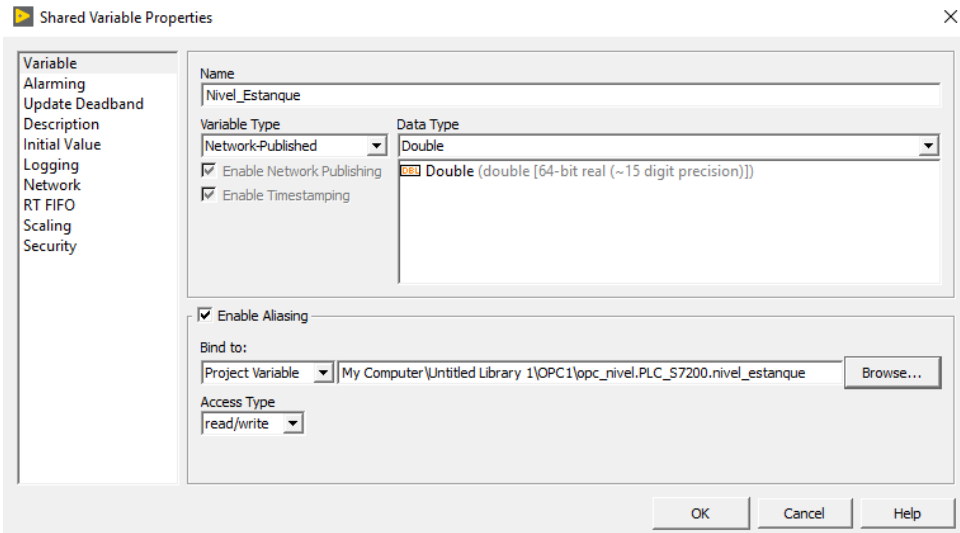 Shared Variable Properties
Variable
Alarming
Update Deadband
Description
Initial Value
Logging
Network
RT FIFO
Scaling
Security
Name
Nivel_Estanque
Variable Type
Data Type
Network-Published
Double
Enable Network Publishing
Enable Timestamping
DBL Double (double [64-bit real (~15 digit precision)])
Enable Aliasing
Bind to:
Project Variable
My Computer\Untitled Library 1\OPC1\opc_nivel.PLC_S7200.nivel_estanque
Browse...
Access Type
read/write
OK
Cancel
Help